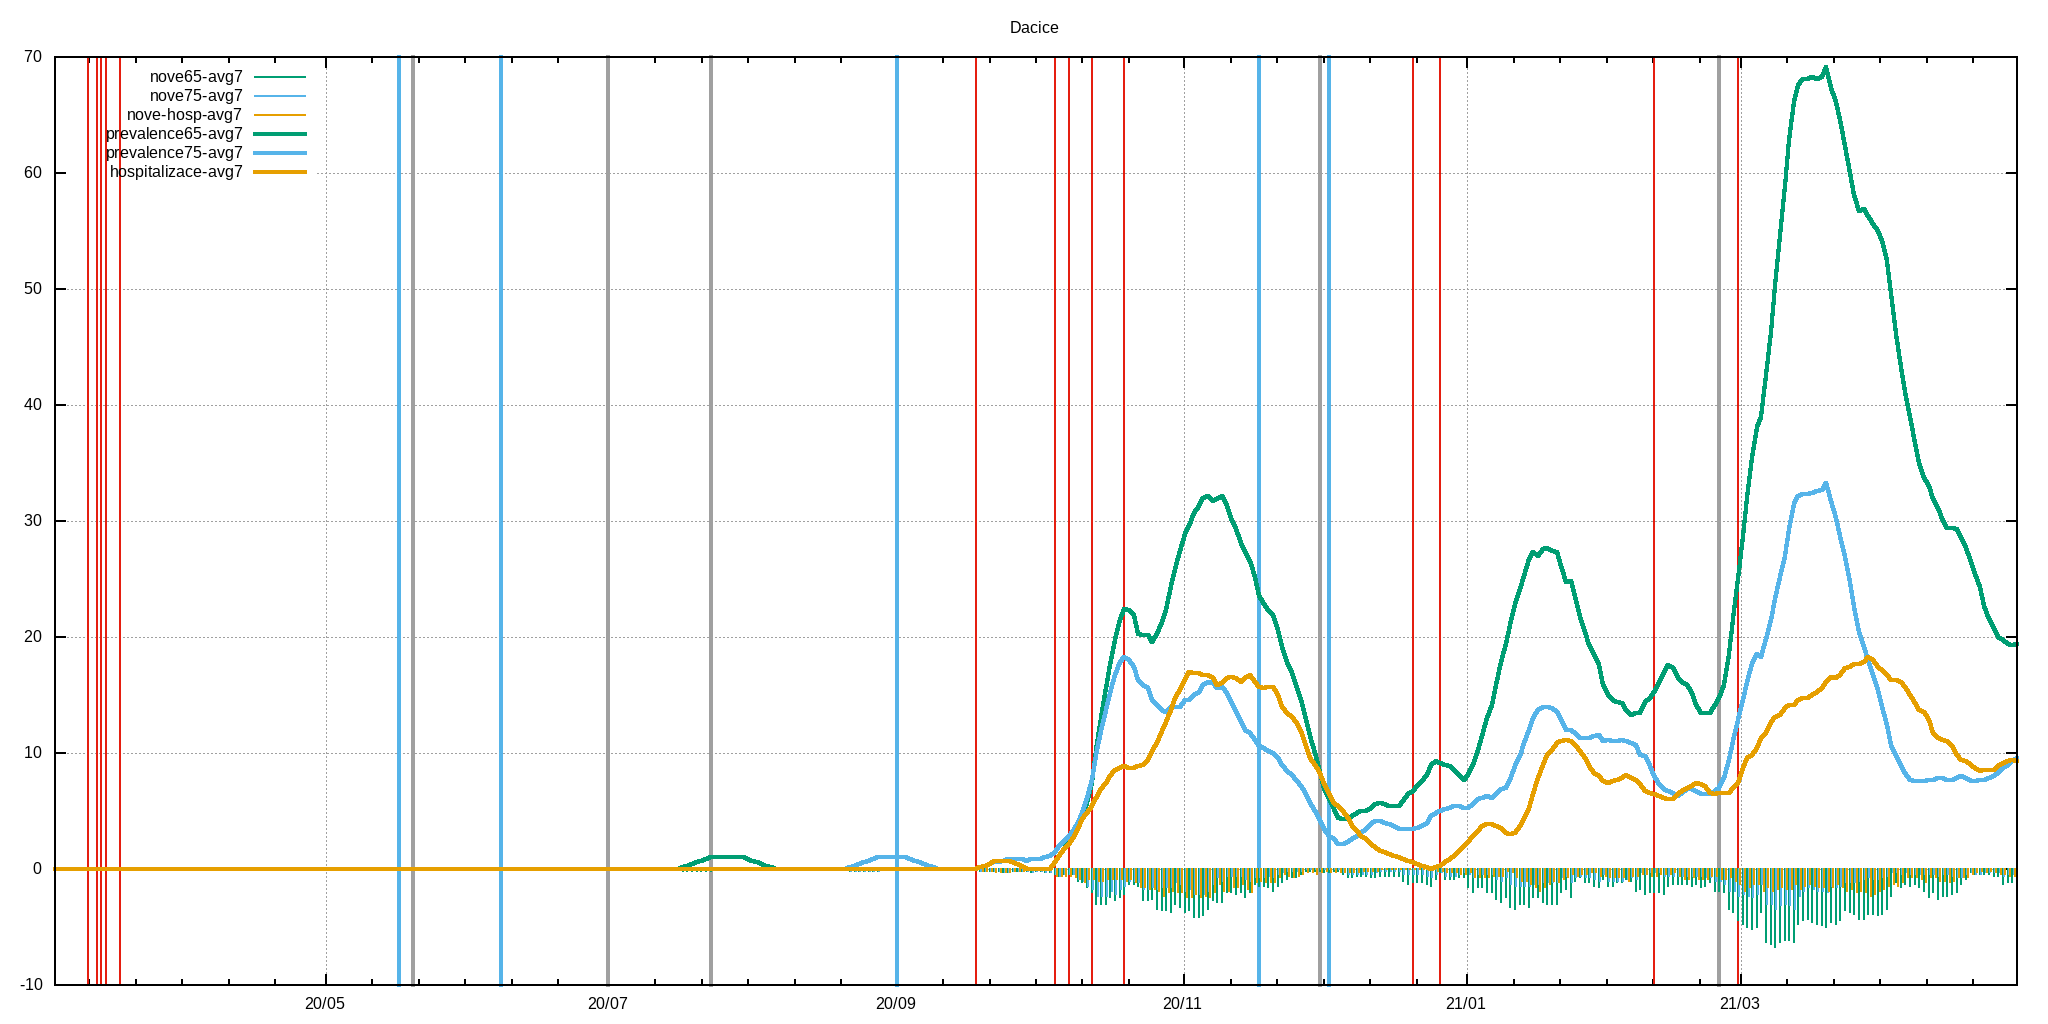 Dacice
70
nove65-avg7
nove75-avg7
nove-hosp-avg7
prevalence65-avg7
prevalence75-avg7
hospitalizace-avg7
60
50
40
30
20
10
0
-10
20/05 20/07 20/09 20/11 21/01 21/03